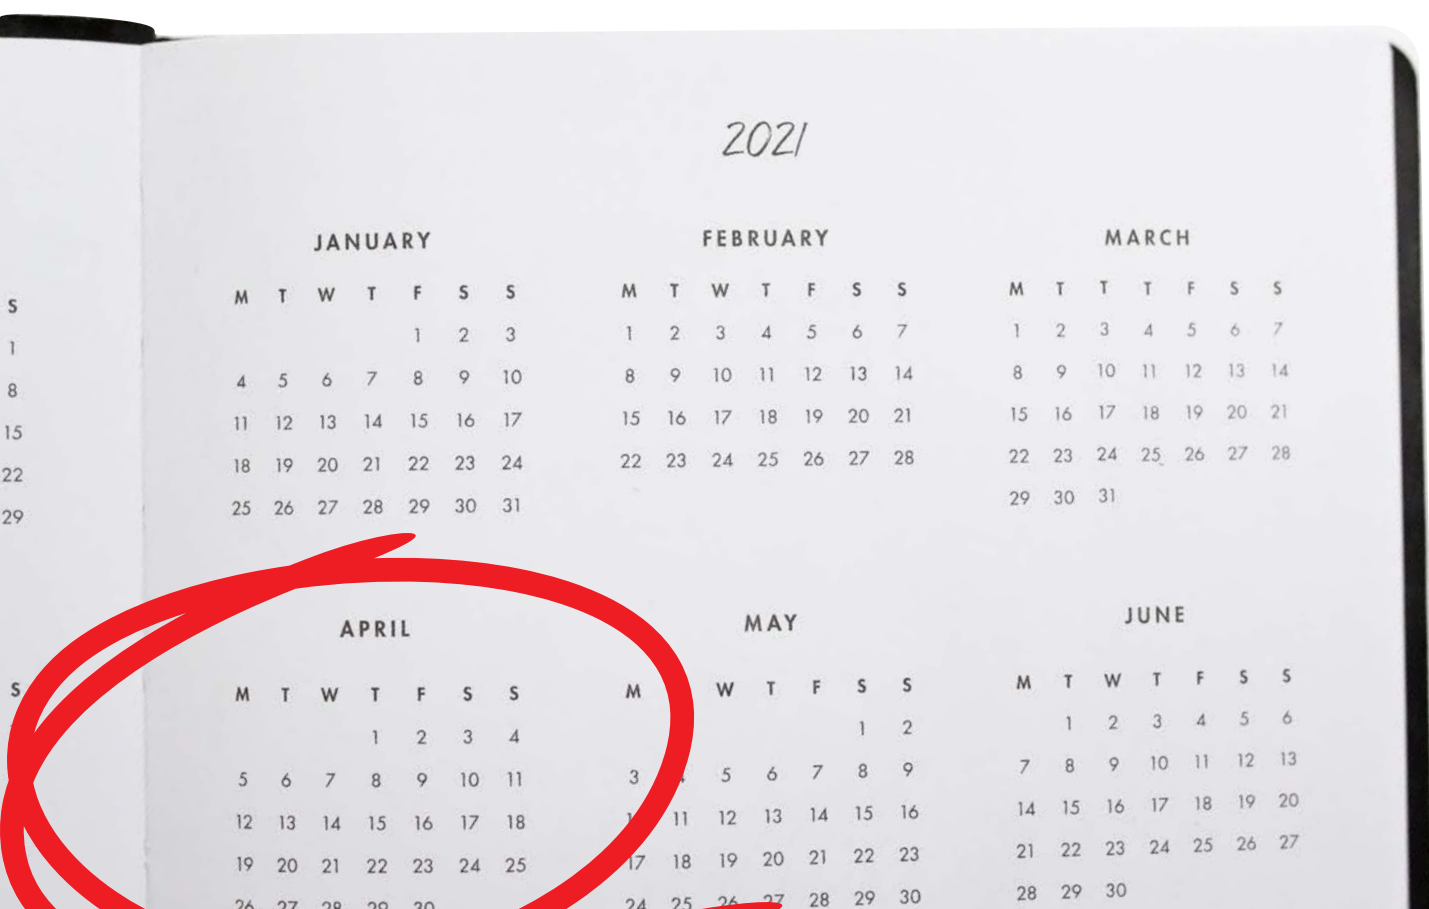 S
1
8
15
22
29
S
2021
JANUARY
M T W T F S S
1 2 3
4 5 6 7 8 9 10
11 12 13 14 15 16 17
18 19 20 21 22 23 24
25 26 27 28 29 30 31
FEBRUARY
M T W T F S S
1 2 3 4 5 6 7
8 9 10 11 12 13 14
15 16 17 18 19 20 21
22 23 24 25 26 27 28
MARCH
M T T T F S S
1 2 3 4 5 6 7
8 9 10 11 12 13 14
15 16 17 18 19 20 21
22 23 24 25 26 27 28
29 30 31
APRIL
M T W T F S S
1 2 3 4
5 6 7 8 9 10 11
12 13 14 15 16 17 18
19 20 21 22 23 24 25
26 27 28 29 30
MAY
M W T F S S
1 2
3 5 6 7 8 9
11 12 13 14 15 16
17 18 19 20 21 22 23
24 25 26 27 28 29 30
JUNE
M T W T F S S
1 2 3 4 5 6
7 8 9 10 11 12 13
14 15 16 17 18 19 20
21 22 23 24 25 26 27
28 29 30